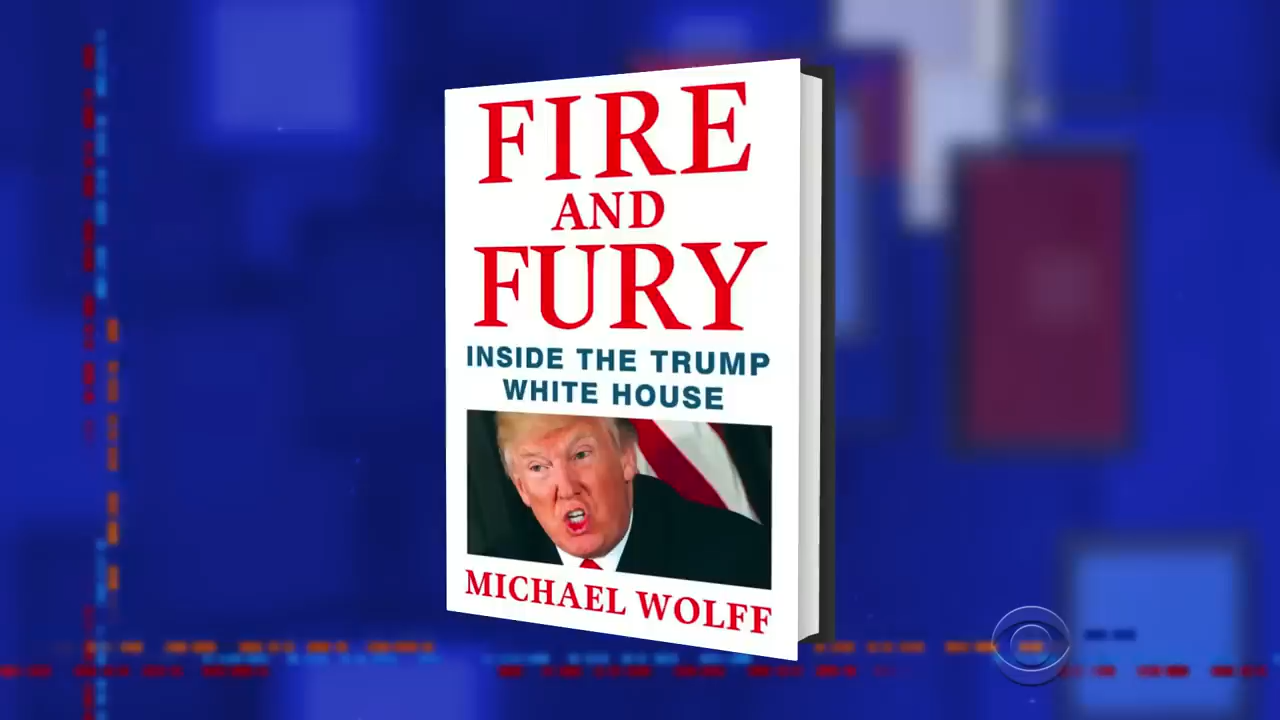 FIRE
AND
FURY
INSIDE THE TRUMP
WHITE HOUSE
MICHAEL WOLFF